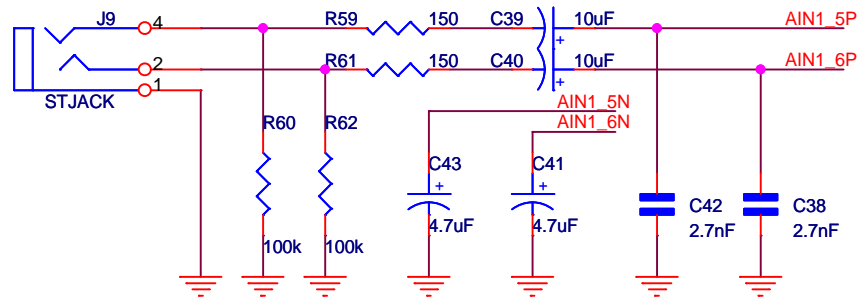 J9 4 R59 150 C39 10uF AIN1_5P
2 R61 150 C40 10uF AIN1_6P
1
STJACK
AIN1_5N
AIN1_6N
R60 R62
C43 C41
+ + + +
4.7uF 4.7uF
C42 C38
2.7nF 2.7nF
100k 100k